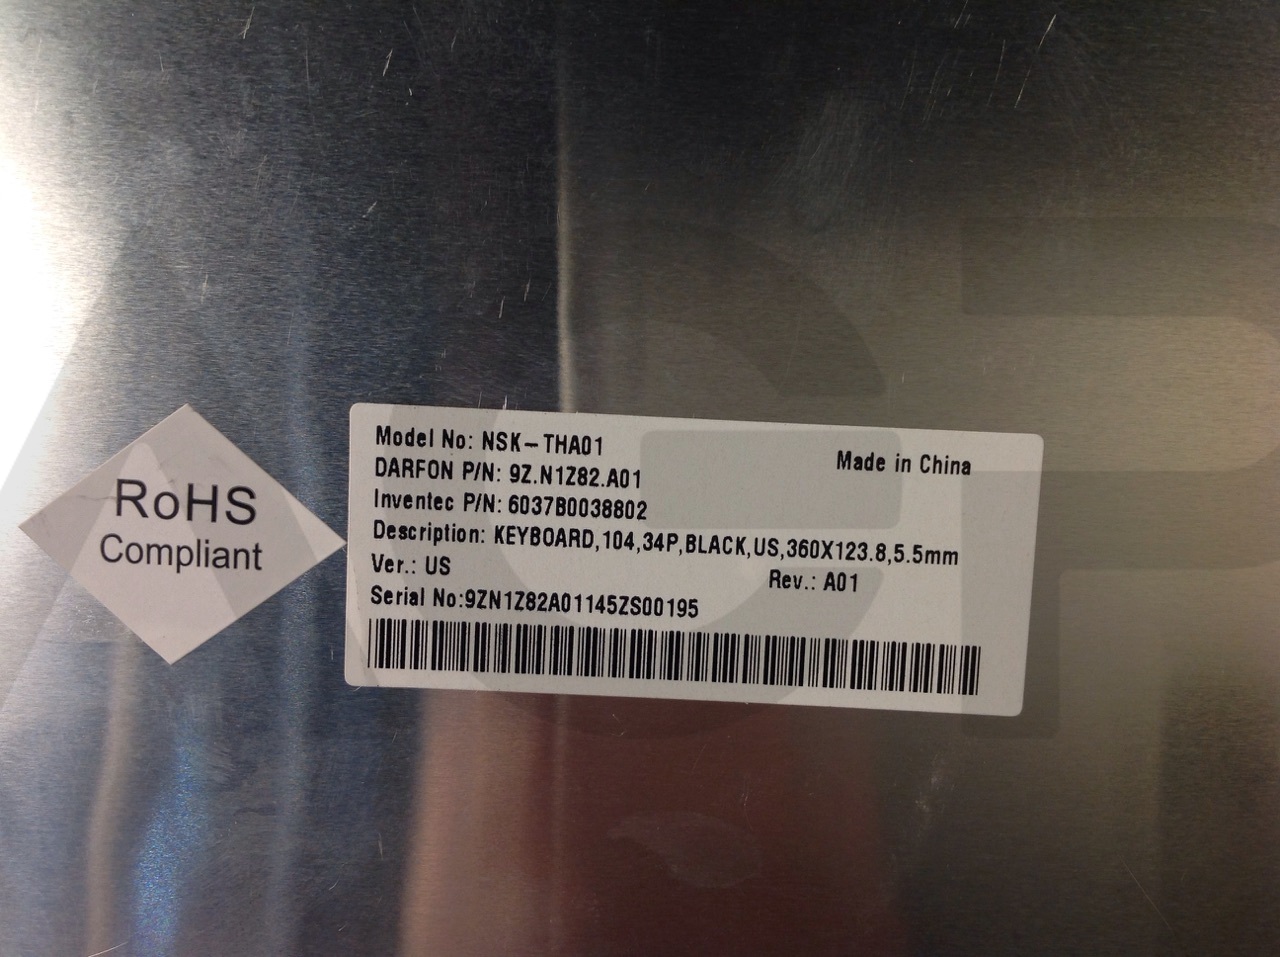 RoHS
Compliant
Model No: NSK-THA01
Made in China
DARFON P/N: 9Z.N1Z82.A01
Inventec P/N: 6037B0038802
Description: KEYBOARD,104,34P,BLACK,US,360X123.8,5.5mm
Ver.: US
Rev.: A01
Serial No:9ZN1Z82A01145ZS00195